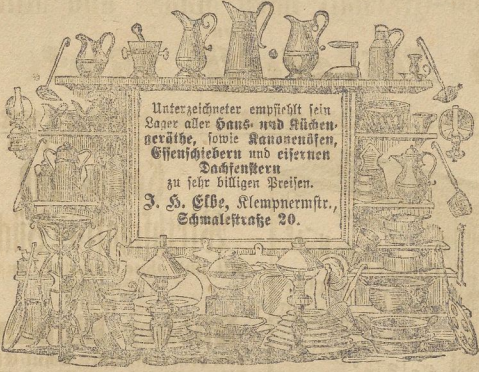 Unterzeichneter empfiehlt sein
Lager aller Haus- und Küchen-
geräthe, sowie Kanonenöfen,
Eisenschiebern und eisernen
Dachfenstern
zu sehr billigen Preisen.
J. H. Elbe, Klempnermstr.,
Schmalestraße 20.